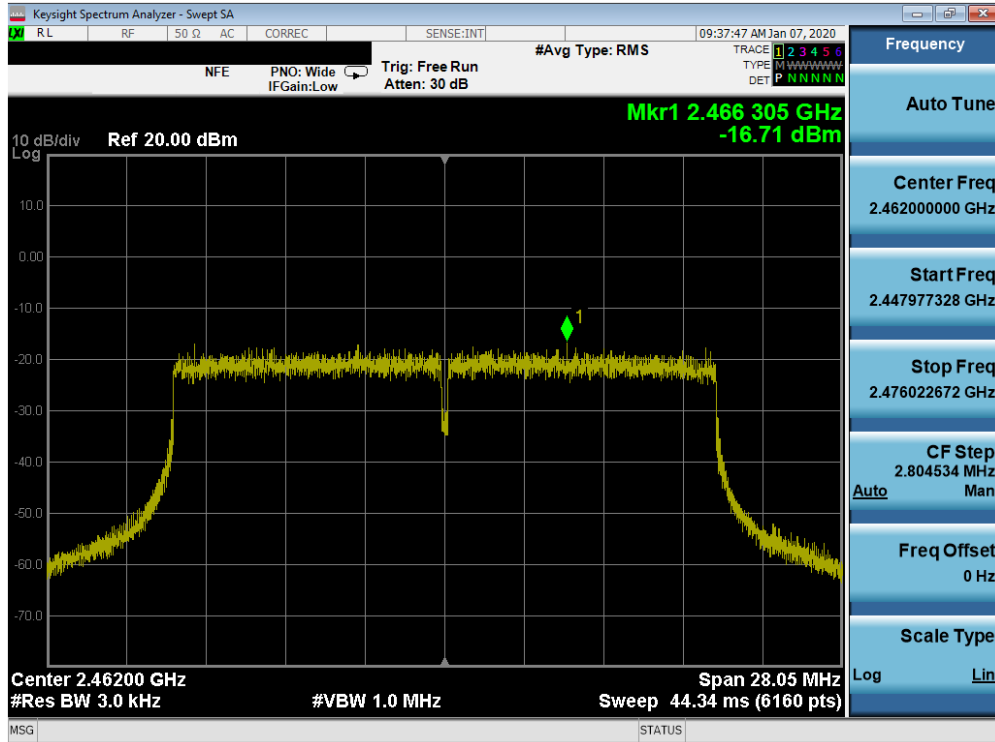 Keysight Spectrum Analyzer - Swept SA
LXI RL RF 50 Ω AC CORREC SENSE:INT 09:37:47 AM Jan 07, 2020
#Avg Type: RMS TRACE 1 2 3 4 5 6
NFE PNO: Wide Trig: Free Run TYPE M WWWWW
IFGain:Low Atten: 30 dB DET P N N N N N
Mkr1 2.466 305 GHz
-16.71 dBm
10 dB/div Ref 20.00 dBm
Log
10.0
0.00
-10.0
1
-20.0
-30.0
-40.0
-50.0
-60.0
-70.0
Center 2.46200 GHz Span 28.05 MHz
#Res BW 3.0 kHz #VBW 1.0 MHz Sweep 44.34 ms (6160 pts)
MSG STATUS
Frequency
Auto Tune
Center Freq
2.462000000 GHz
Start Freq
2.447977328 GHz
Stop Freq
2.476022672 GHz
CF Step
2.804534 MHz
Auto Man
Freq Offset
0 Hz
Scale Type
Log Lin